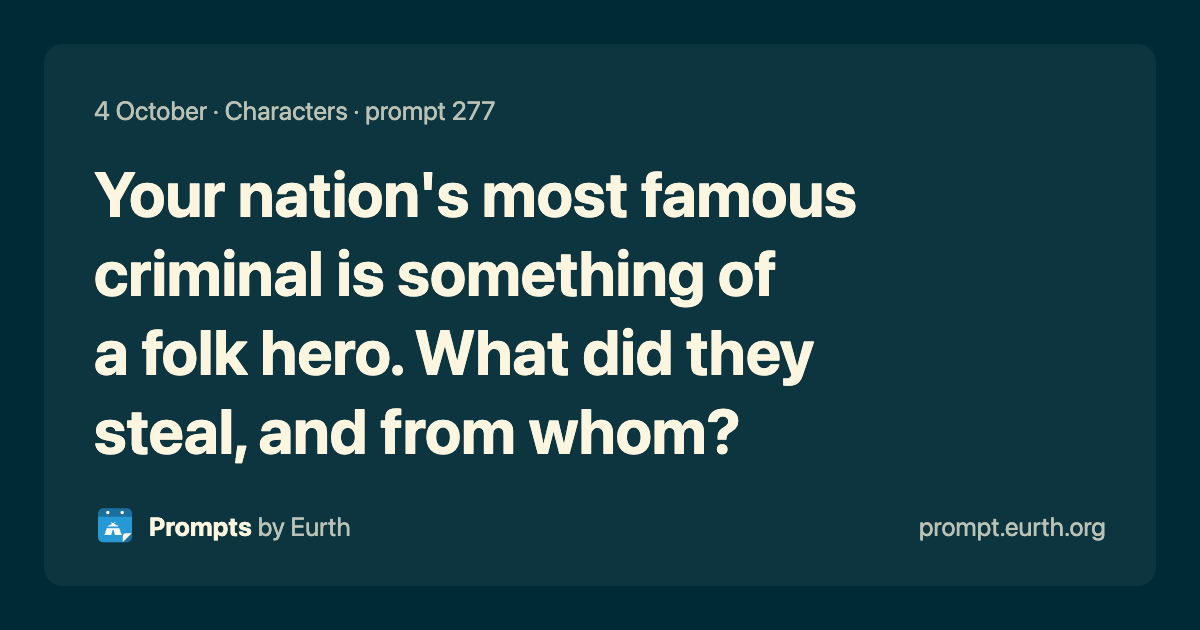 4 October · Characters · prompt 277
Your nation's most famous
criminal is something of
a folk hero. What did they
steal, and from whom?
Prompts by Eurth
prompt.eurth.org